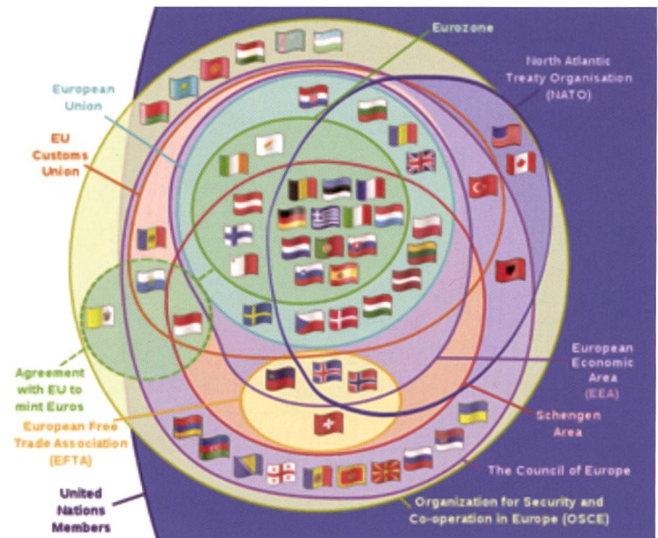 Eurozone
North Atlantic
Treaty Organisation
(NATO)
European
Union
EU
Customs
Union
Agreement
with EU to
mint Euros
European Free
Trade Association
(EFTA)
United
Nations
Members
European
Economic
Area
(EEA)
Schengen
Area
The Council of Europe
Organization for Security and
Co-operation in Europe (OSCE)